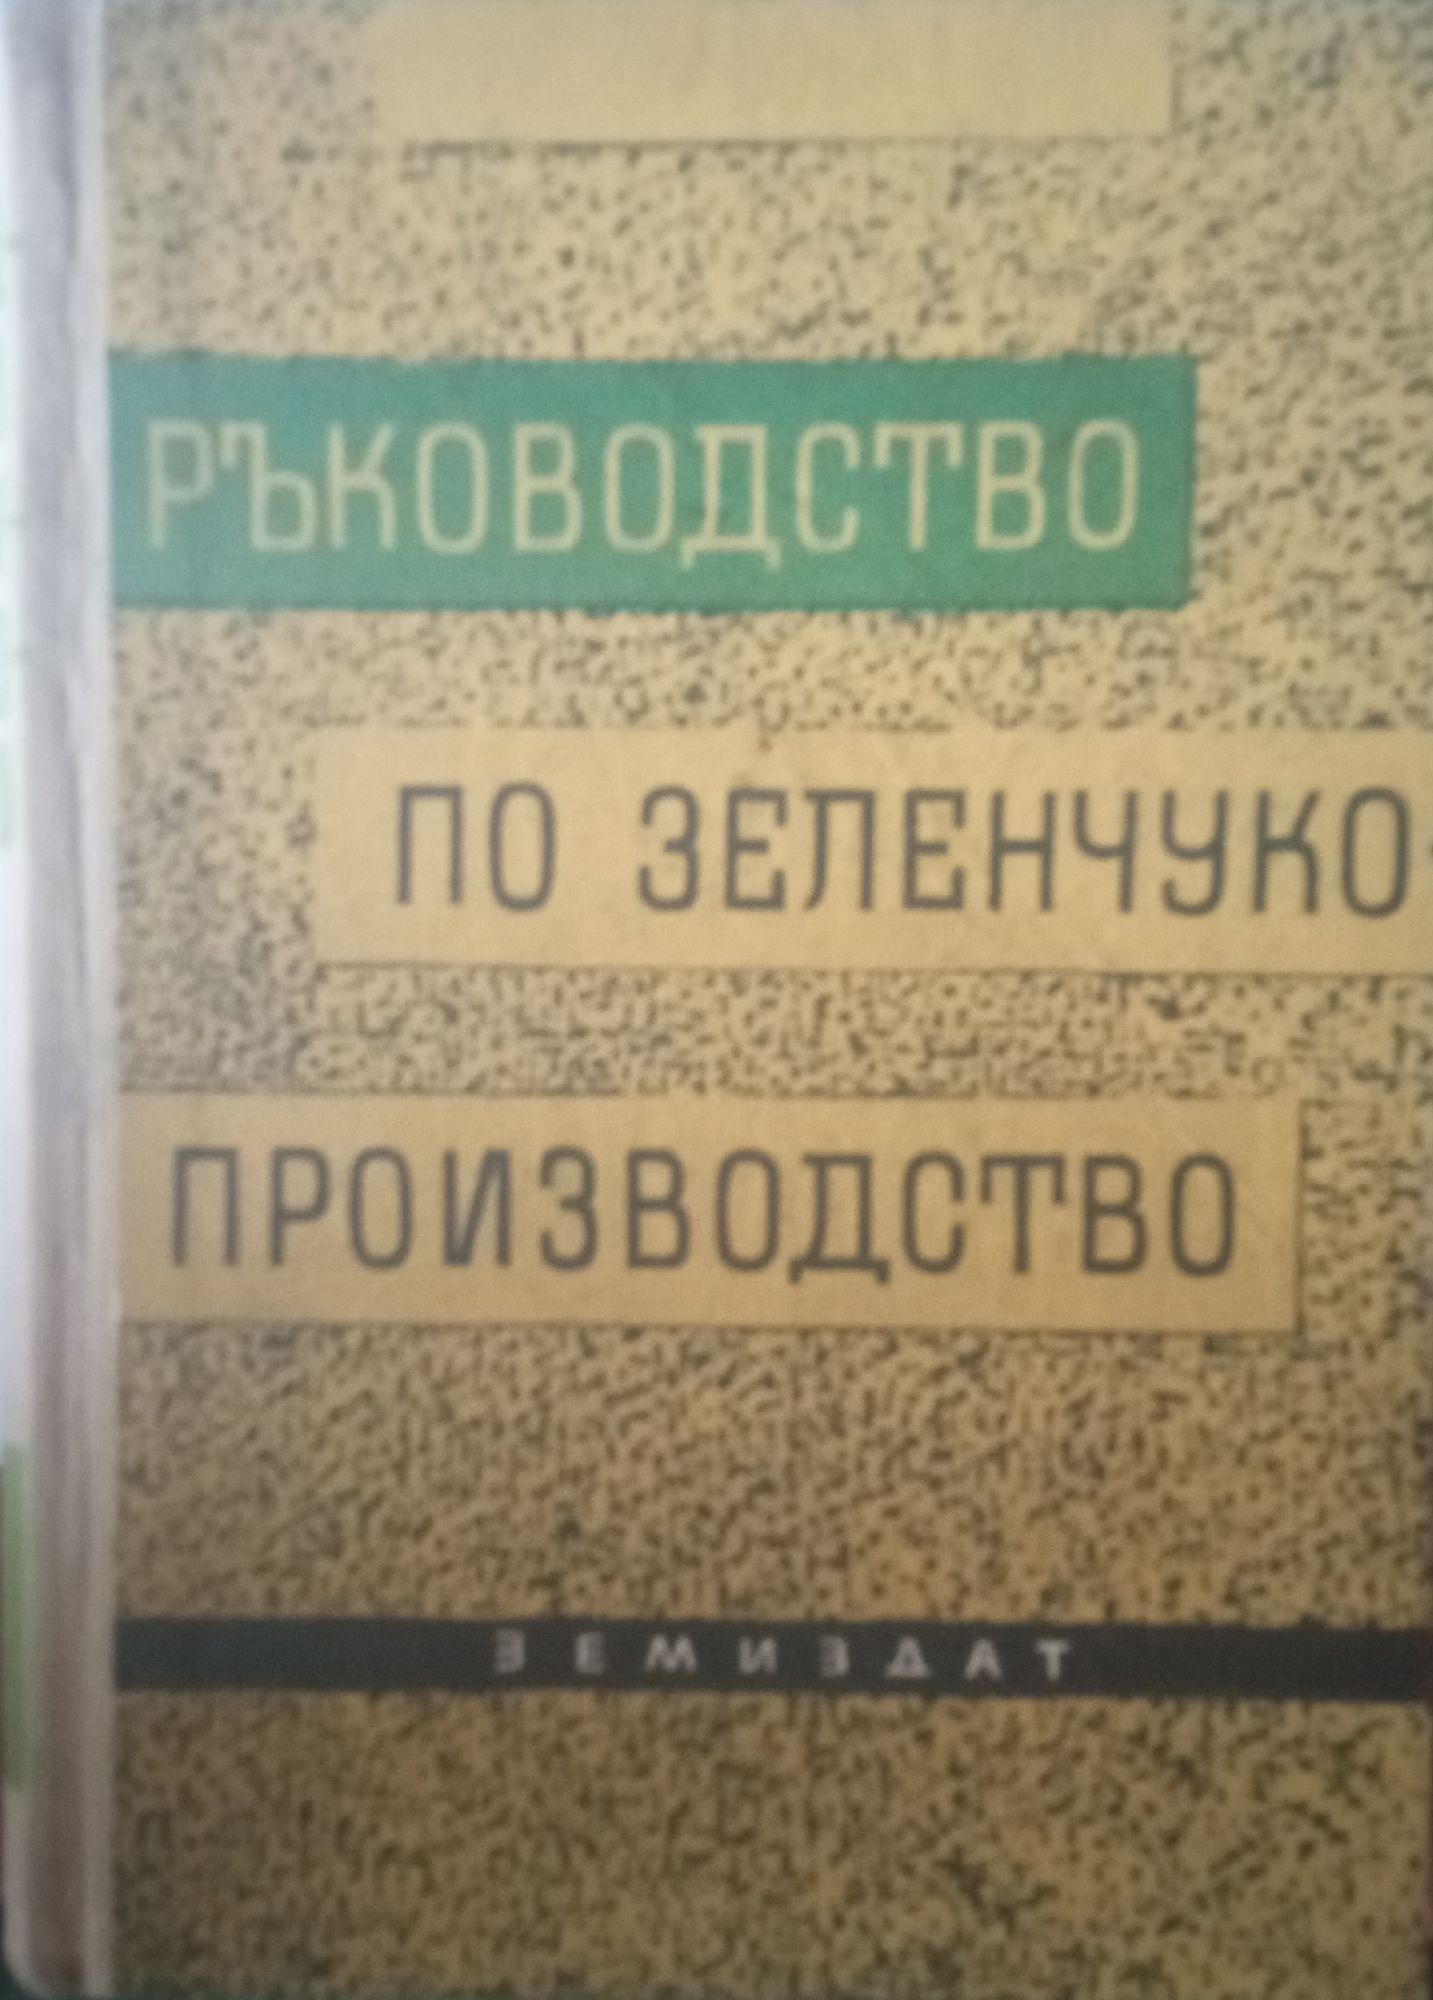 РЪКОВОДСТВО
ПО ЗЕЛЕНЧУКО-
ПРОИЗВОДСТВО
ЗЕМИЗДАТ